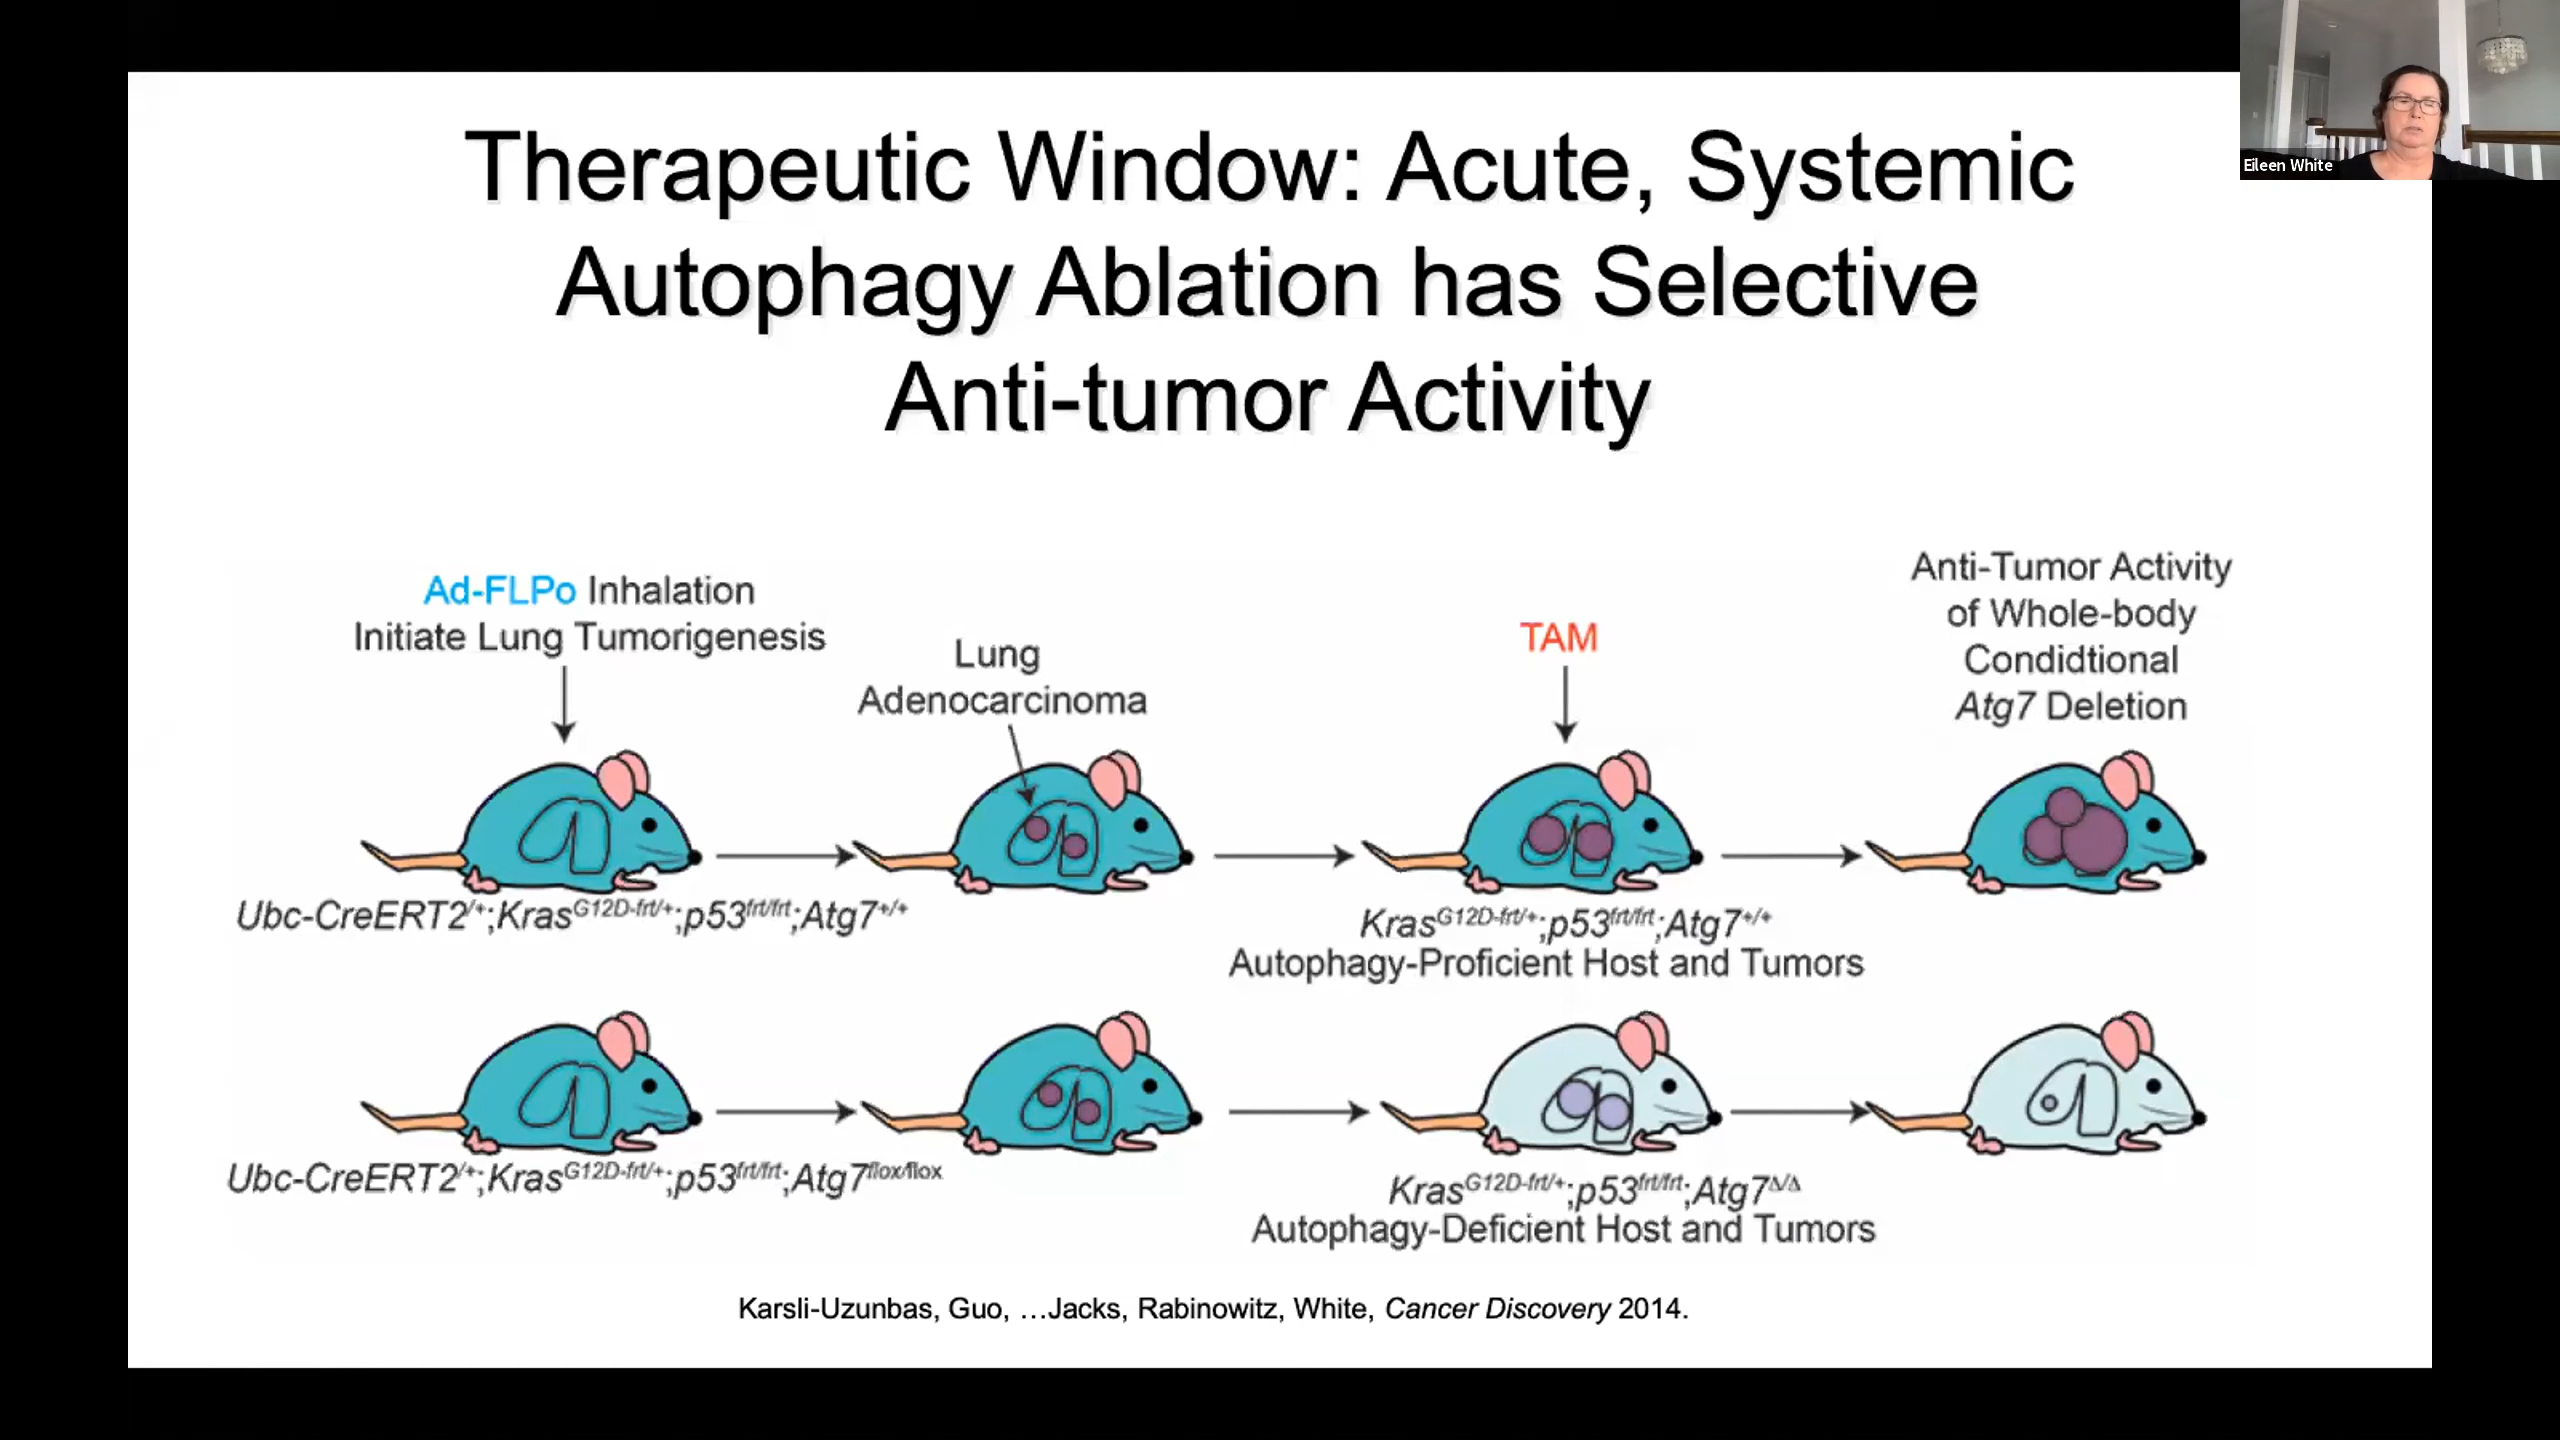 Therapeutic Window: Acute, Systemic
Autophagy Ablation has Selective
Anti-tumor Activity
Eileen White
Ad-FLPo Inhalation
Initiate Lung Tumorigenesis
Lung
Adenocarcinoma
TAM
Anti-Tumor Activity
of Whole-body
Condidtional
Atg7 Deletion
Ubc-CreERT2/+;KrasG12D-frt/+;p53frt/frt;Atg7+/+
KrasG12D-frt/+;p53frt/frt;Atg7+/+
Autophagy-Proficient Host and Tumors
Ubc-CreERT2/+;KrasG12D-frt/+;p53frt/frt;Atg7flox/flox
KrasG12D-frt/+;p53frt/frt;Atg7Δ/Δ
Autophagy-Deficient Host and Tumors
Karsli-Uzunbas, Guo, …Jacks, Rabinowitz, White, Cancer Discovery 2014.